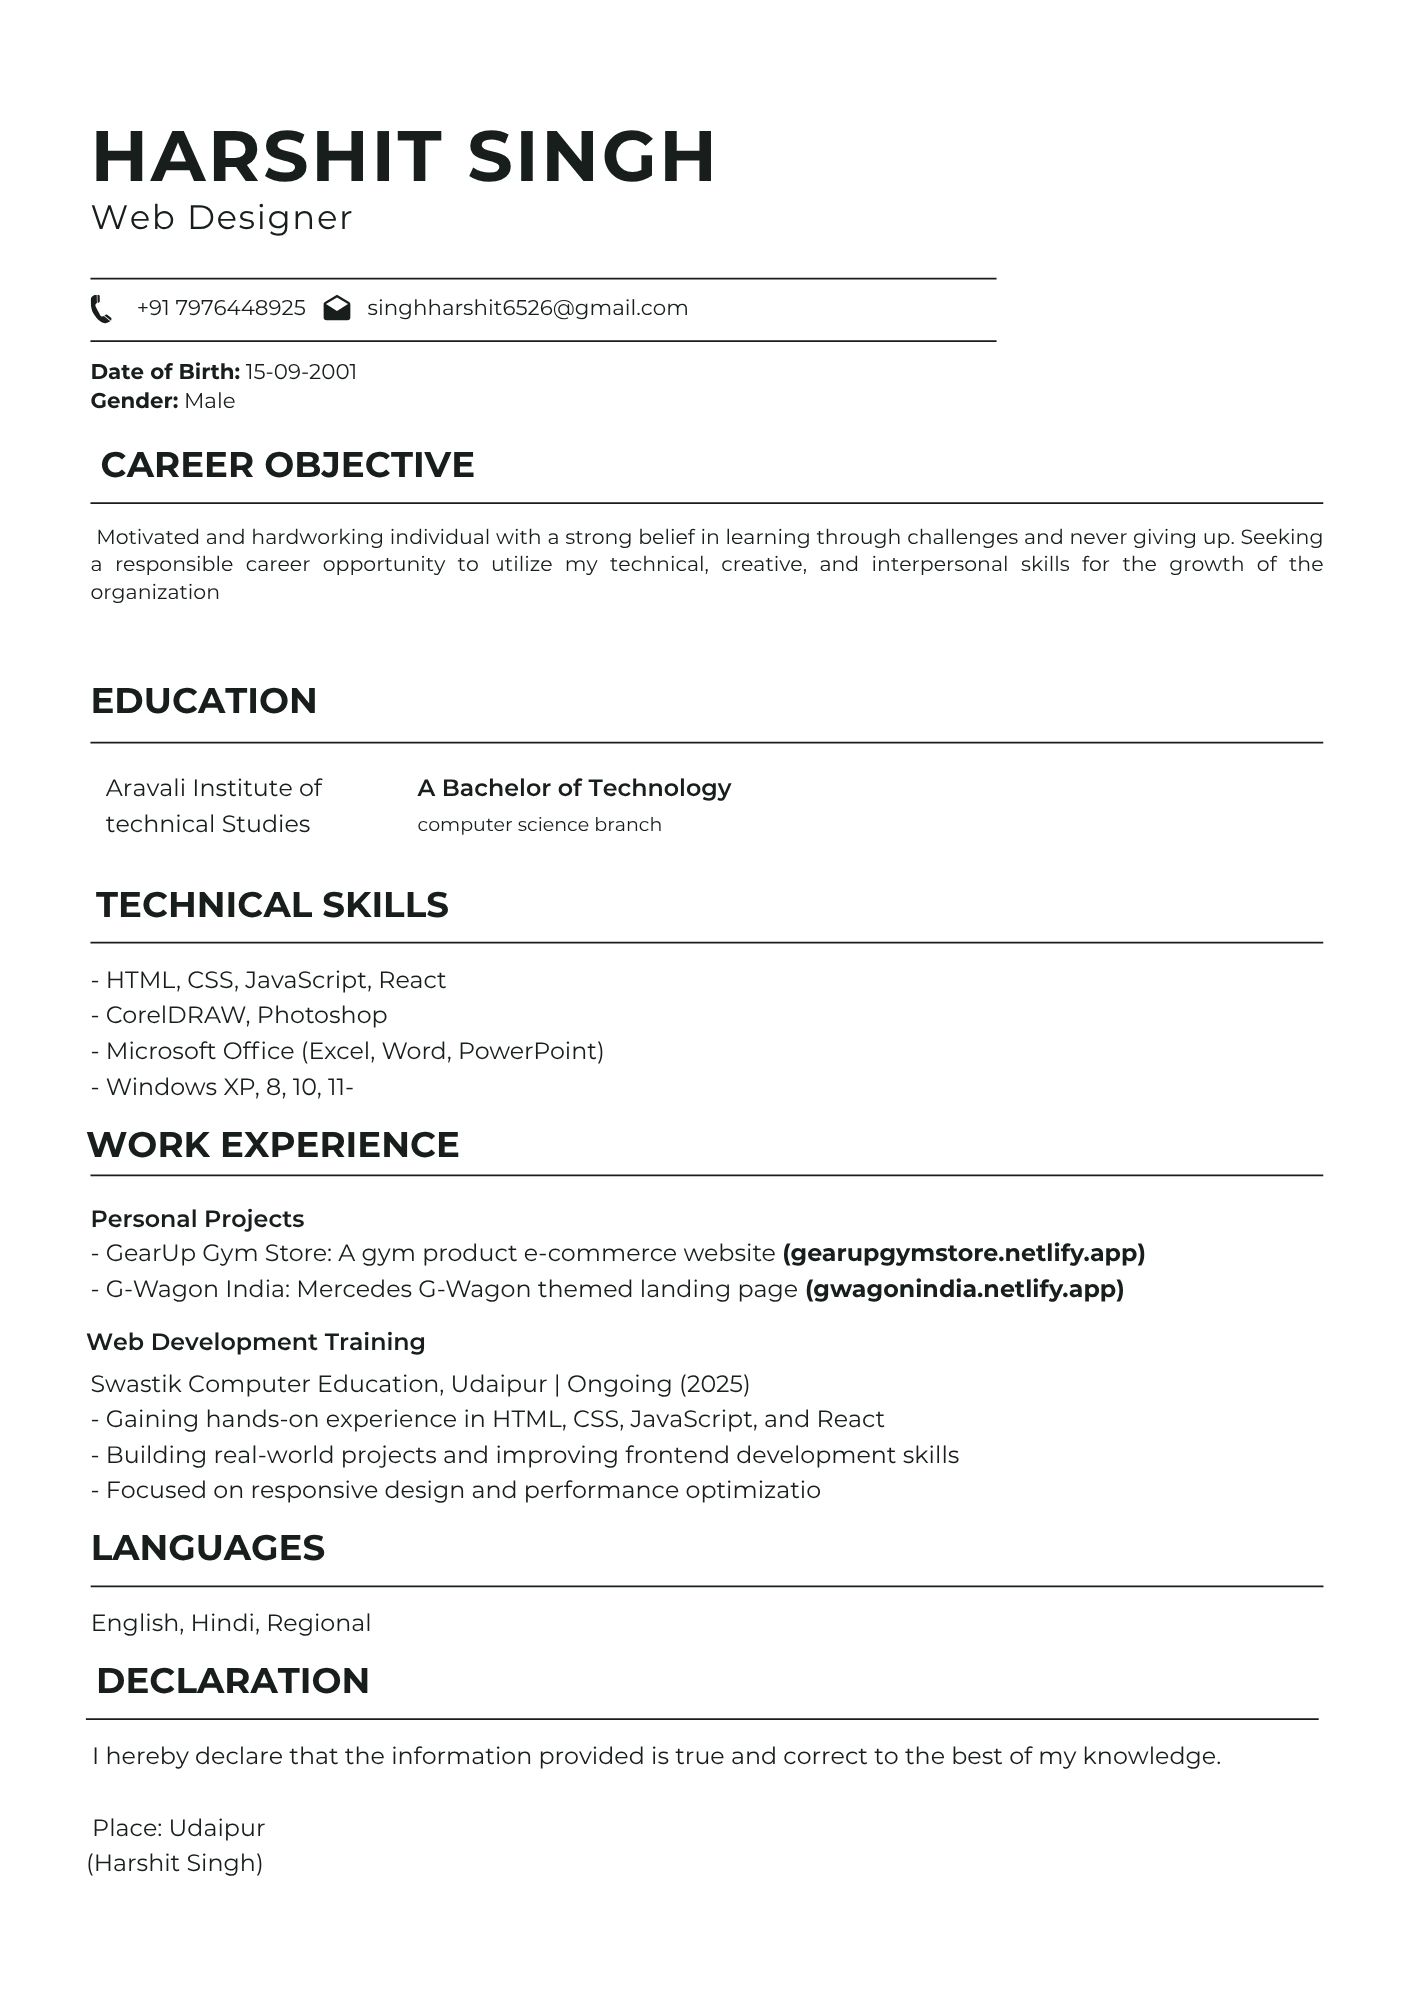 HARSHIT SINGH
Web Designer
+91 7976448925 singhharshit6526@gmail.com
Date of Birth: 15-09-2001
Gender: Male
CAREER OBJECTIVE
Motivated and hardworking individual with a strong belief in learning through challenges and never giving up. Seeking
a responsible career opportunity to utilize my technical, creative, and interpersonal skills for the growth of the
organization
EDUCATION
Aravali Institute of
technical Studies
A Bachelor of Technology
computer science branch
TECHNICAL SKILLS
- HTML, CSS, JavaScript, React
- CorelDRAW, Photoshop
- Microsoft Office (Excel, Word, PowerPoint)
- Windows XP, 8, 10, 11-
WORK EXPERIENCE
Personal Projects
- GearUp Gym Store: A gym product e-commerce website (gearupgymstore.netlify.app)
- G-Wagon India: Mercedes G-Wagon themed landing page (gwagonindia.netlify.app)
Web Development Training
Swastik Computer Education, Udaipur | Ongoing (2025)
- Gaining hands-on experience in HTML, CSS, JavaScript, and React
- Building real-world projects and improving frontend development skills
- Focused on responsive design and performance optimizatio
LANGUAGES
English, Hindi, Regional
DECLARATION
I hereby declare that the information provided is true and correct to the best of my knowledge.
Place: Udaipur
(Harshit Singh)